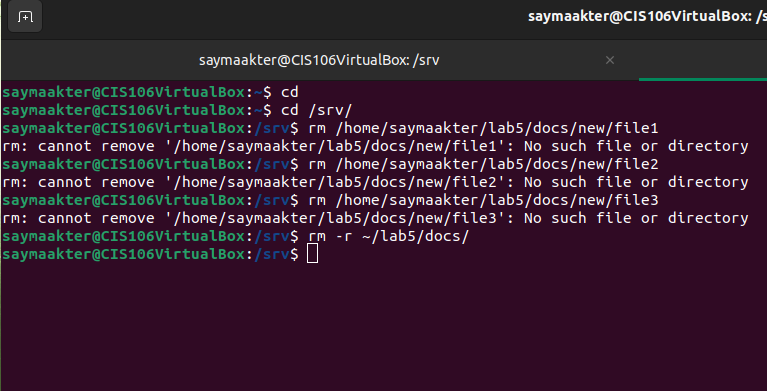 saymaakter@CIS106VirtualBox: /s
saymaakter@CIS106VirtualBox: /srv
saymaakter@CIS106VirtualBox:~$ cd
saymaakter@CIS106VirtualBox:~$ cd /srv/
saymaakter@CIS106VirtualBox:/srv$ rm /home/saymaakter/lab5/docs/new/file1
rm: cannot remove '/home/saymaakter/lab5/docs/new/file1': No such file or directory
saymaakter@CIS106VirtualBox:/srv$ rm /home/saymaakter/lab5/docs/new/file2
rm: cannot remove '/home/saymaakter/lab5/docs/new/file2': No such file or directory
saymaakter@CIS106VirtualBox:/srv$ rm /home/saymaakter/lab5/docs/new/file3
rm: cannot remove '/home/saymaakter/lab5/docs/new/file3': No such file or directory
saymaakter@CIS106VirtualBox:/srv$ rm -r ~/lab5/docs/
saymaakter@CIS106VirtualBox:/srv$